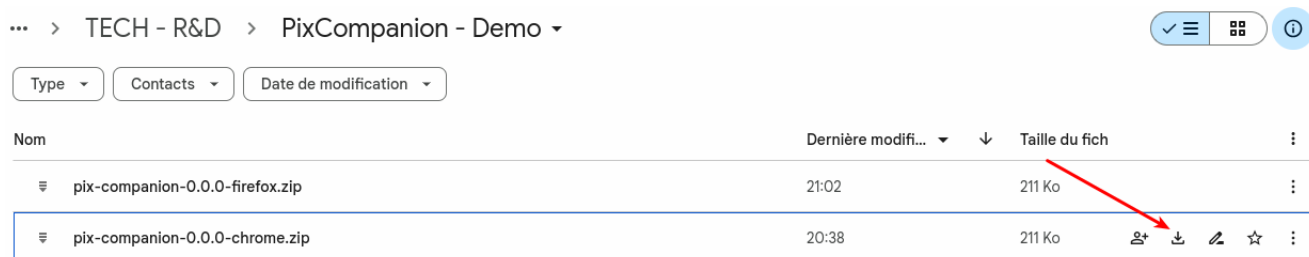 ... > TECH - R&D > PixCompanion - Demo
Type Contacts Date de modification
Nom Dernière modifi... Taille du fich
pix-companion-0.0.0-firefox.zip 21:02 211 Ko
pix-companion-0.0.0-chrome.zip 20:38 211 Ko